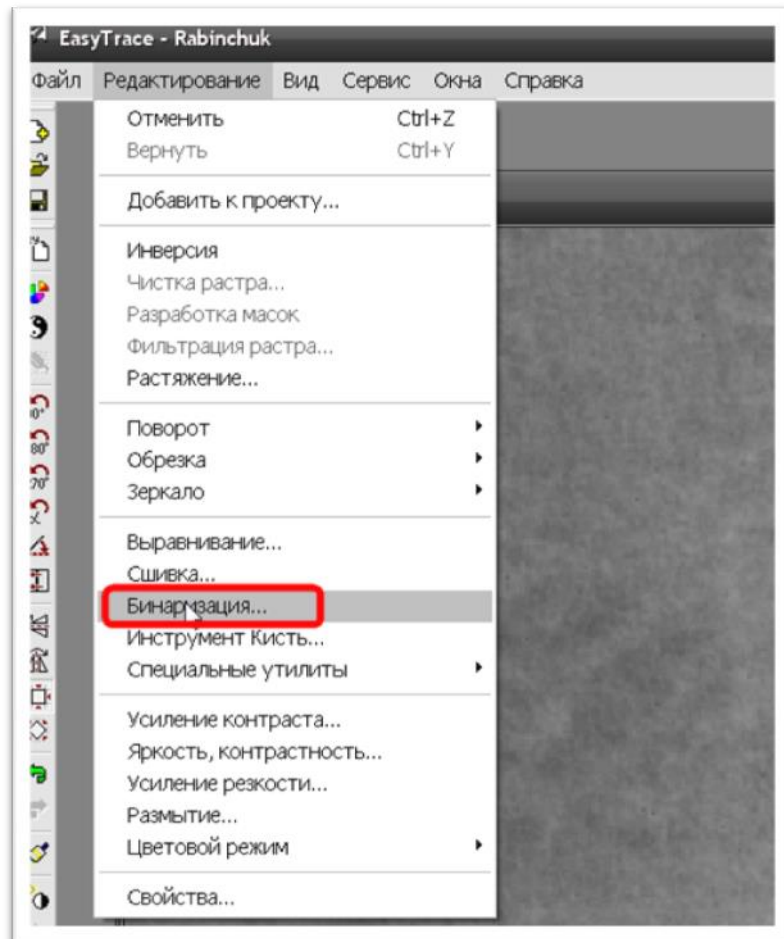 EasyTrace - Rabinchuk
Файл Редактирование Вид Сервис Окна Справка
Отменить Ctrl+Z
Вернуть Ctrl+Y
Добавить к проекту...
Инверсия
Чистка растра...
Разработка масок
Фильтрация растра...
Растяжение...
Поворот
Обрезка
Зеркало
Выравнивание...
Сшивка...
Бинаризация...
Инструмент Кисть...
Специальные утилиты
Усиление контраста...
Яркость, контрастность...
Усиление резкости...
Размытие...
Цветовой режим
Свойства...